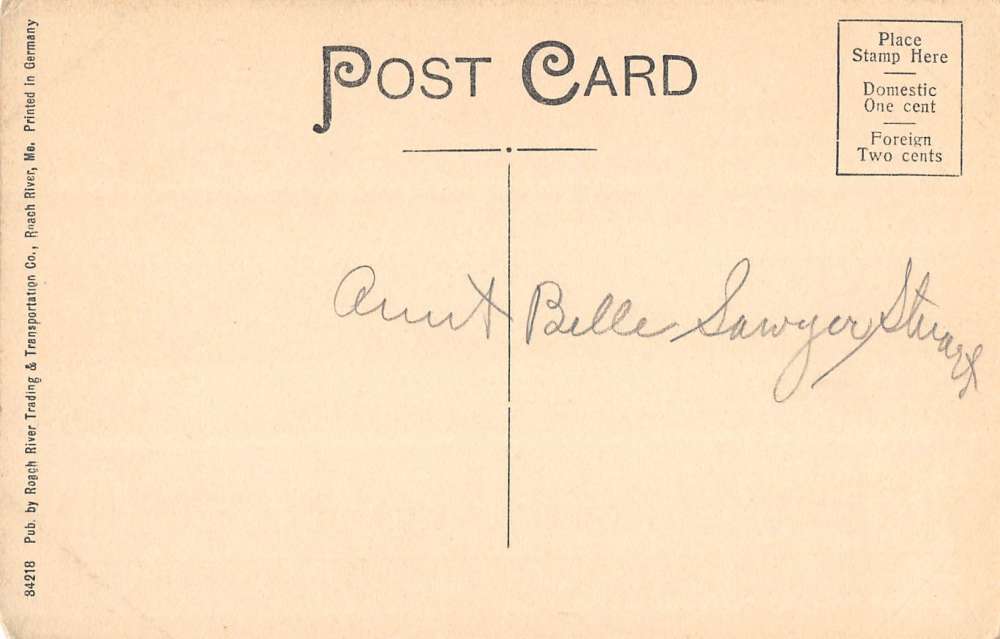 POST CARD
Place
Stamp Here
Domestic
One cent
Foreign
Two cents
Aunt Belle Sawyer Stuart
84218 Pub. by Roach River Trading & Transportation Co., Roach River, Me. Printed in Germany